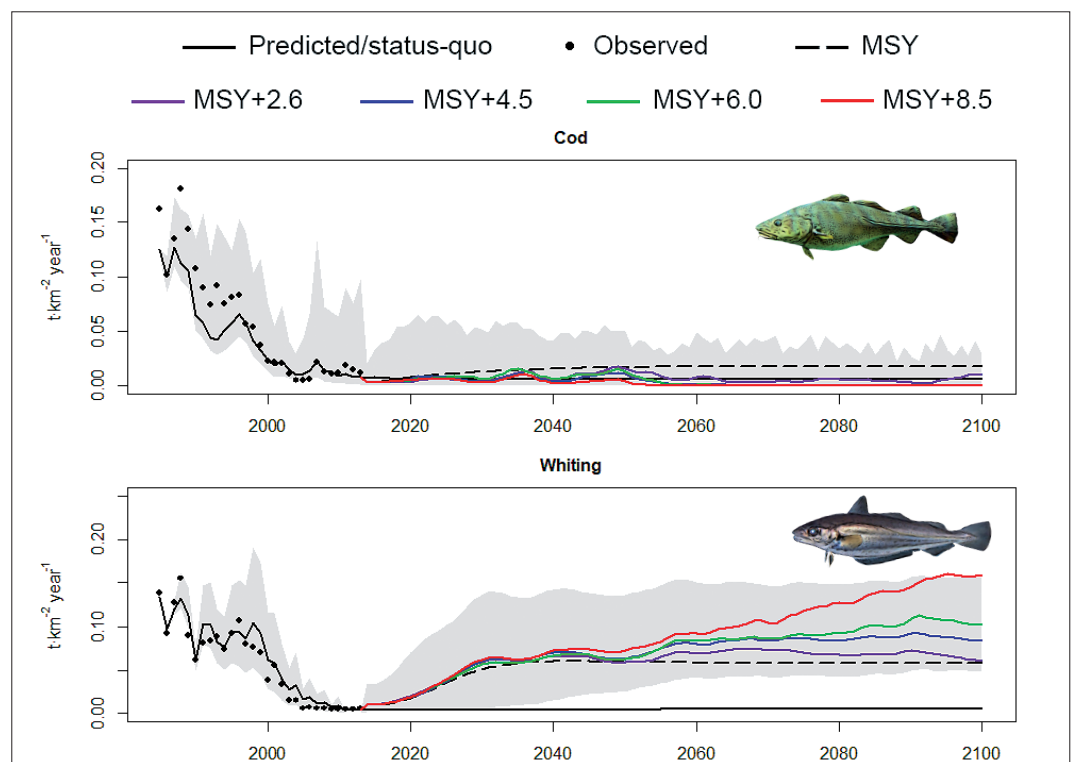 Predicted/status-quo Observed MSY
MSY+2.6 MSY+4.5 MSY+6.0 MSY+8.5
Cod
t·km⁻² year⁻¹
0.20
0.15
0.10
0.05
0.00
2000 2020 2040 2060 2080 2100
Whiting
t·km⁻² year⁻¹
0.20
0.10
0.00
2000 2020 2040 2060 2080 2100